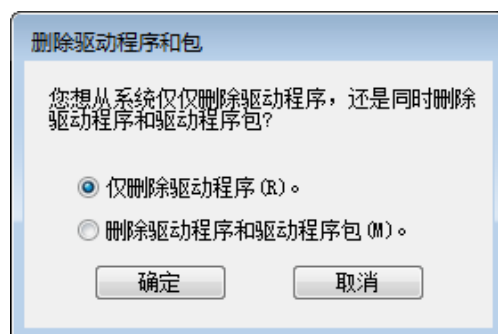 删除驱动程序和包
您想从系统仅仅删除驱动程序，还是同时删除
驱动程序和驱动程序包?
仅删除驱动程序(R)。
删除驱动程序和驱动程序包(M)。
确定 取消